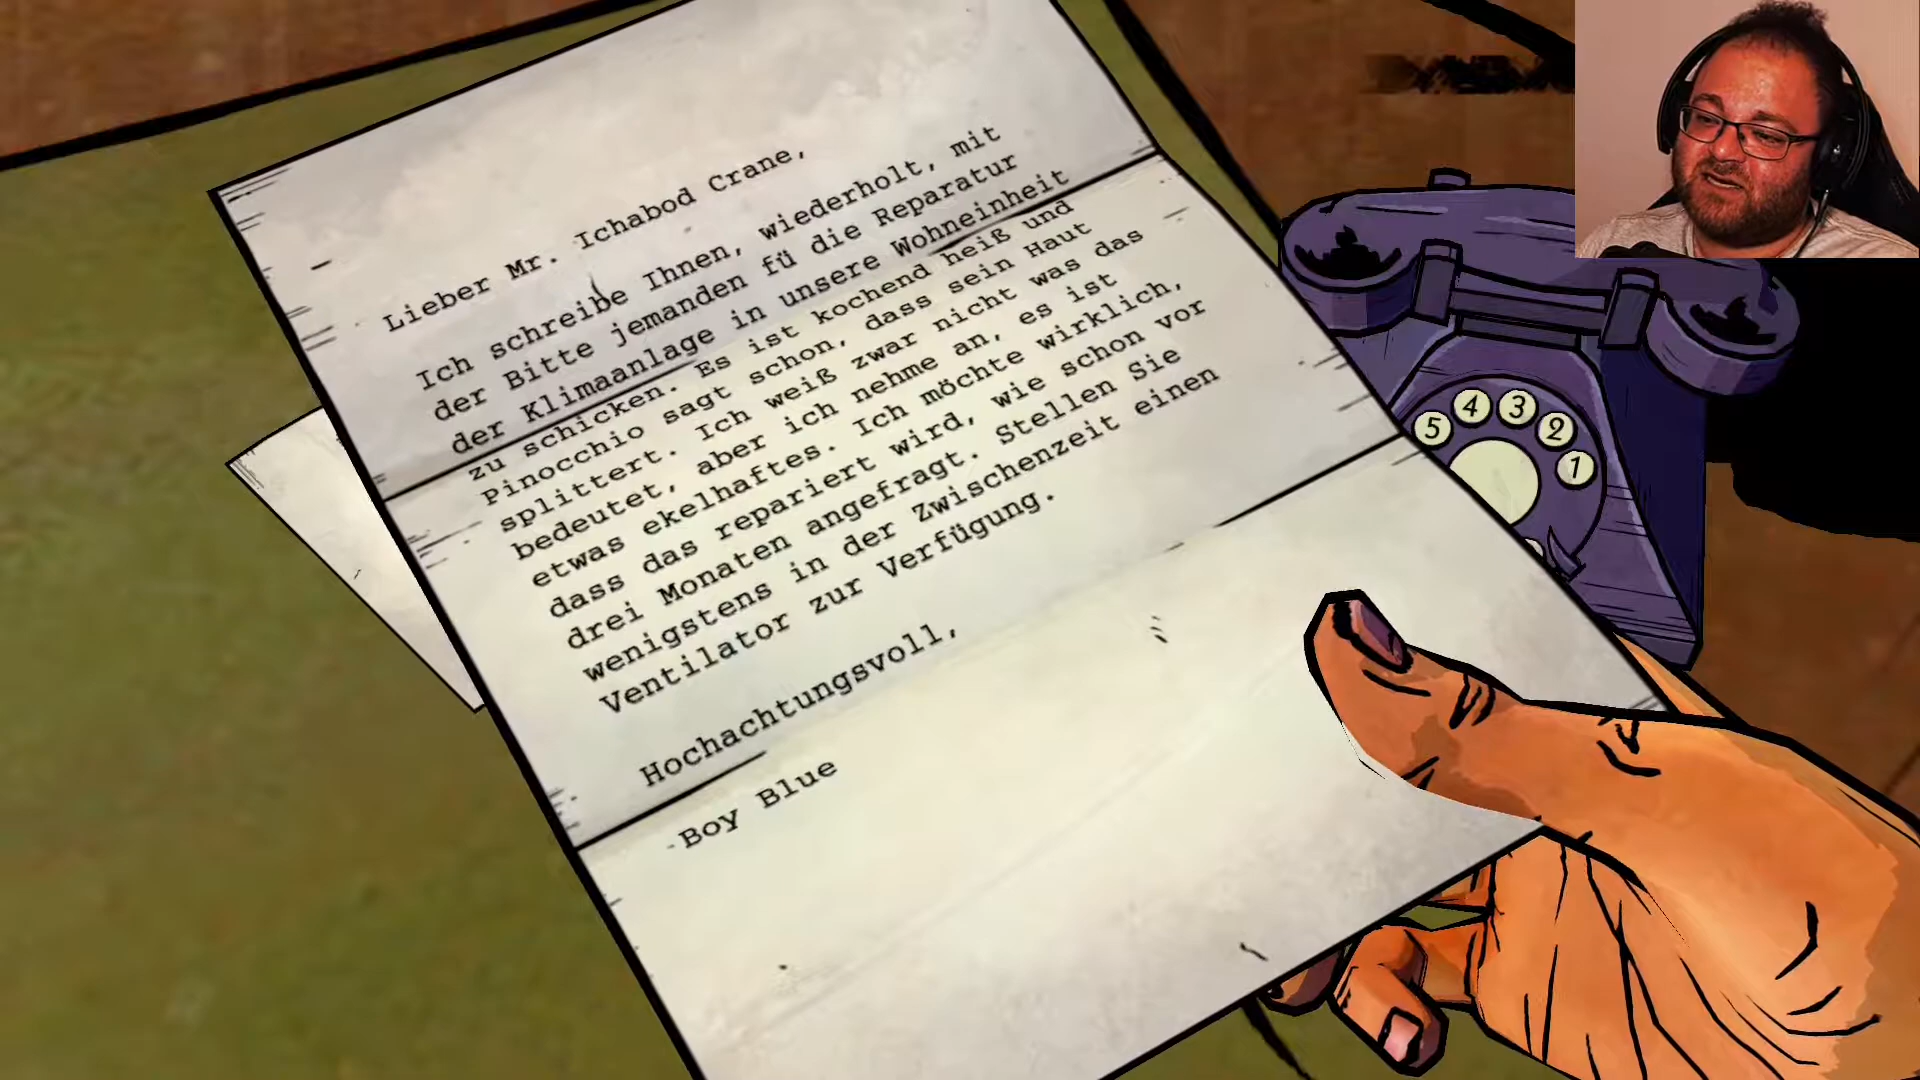 Lieber Mr. Ichabod Crane,
Ich schreibe Ihnen, wiederholt, mit
der Bitte jemanden fü die Reparatur
der Klimaanlage in unsere Wohneinheit
zu schicken. Es ist kochend heiß und
Pinocchio sagt schon, dass sein Haut
splittert. Ich weiß zwar nicht was das
bedeutet, aber ich nehme an, es ist
etwas ekelhaftes. Ich möchte wirklich,
dass das repariert wird, wie schon vor
drei Monaten angefragt. Stellen Sie
wenigstens in der Zwischenzeit einen
Ventilator zur Verfügung.
Hochachtungsvoll,
-Boy Blue
5 4 3 2 1